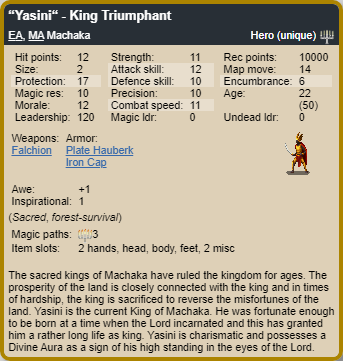 “Yasini“ - King Triumphant
EA, MA Machaka Hero (unique)
Hit points: 12 Strength: 11 Rec points: 10000
Size: 2 Attack skill: 12 Map move: 14
Protection: 17 Defence skill: 10 Encumbrance: 6
Magic res: 10 Precision: 10 Age: 22
Morale: 12 Combat speed: 11 (50)
Leadership: 120 Magic ldr: 0 Undead ldr: 0
Weapons: Armor:
Falchion Plate Hauberk
Iron Cap
Awe: +1
Inspirational: 1
(Sacred, forest-survival)
Magic paths: 3
Item slots: 2 hands, head, body, feet, 2 misc
The sacred kings of Machaka have ruled the kingdom for ages. The
prosperity of the land is closely connected with the king and in times
of hardship, the king is sacrificed to reverse the misfortunes of the
land. Yasini is the current King of Machaka. He was fortunate enough
to be born at a time when the Lord incarnated and this has granted
him a rather long life as king. Yasini is charismatic and possesses a
Divine Aura as a sign of his high standing in the eyes of the Lord.